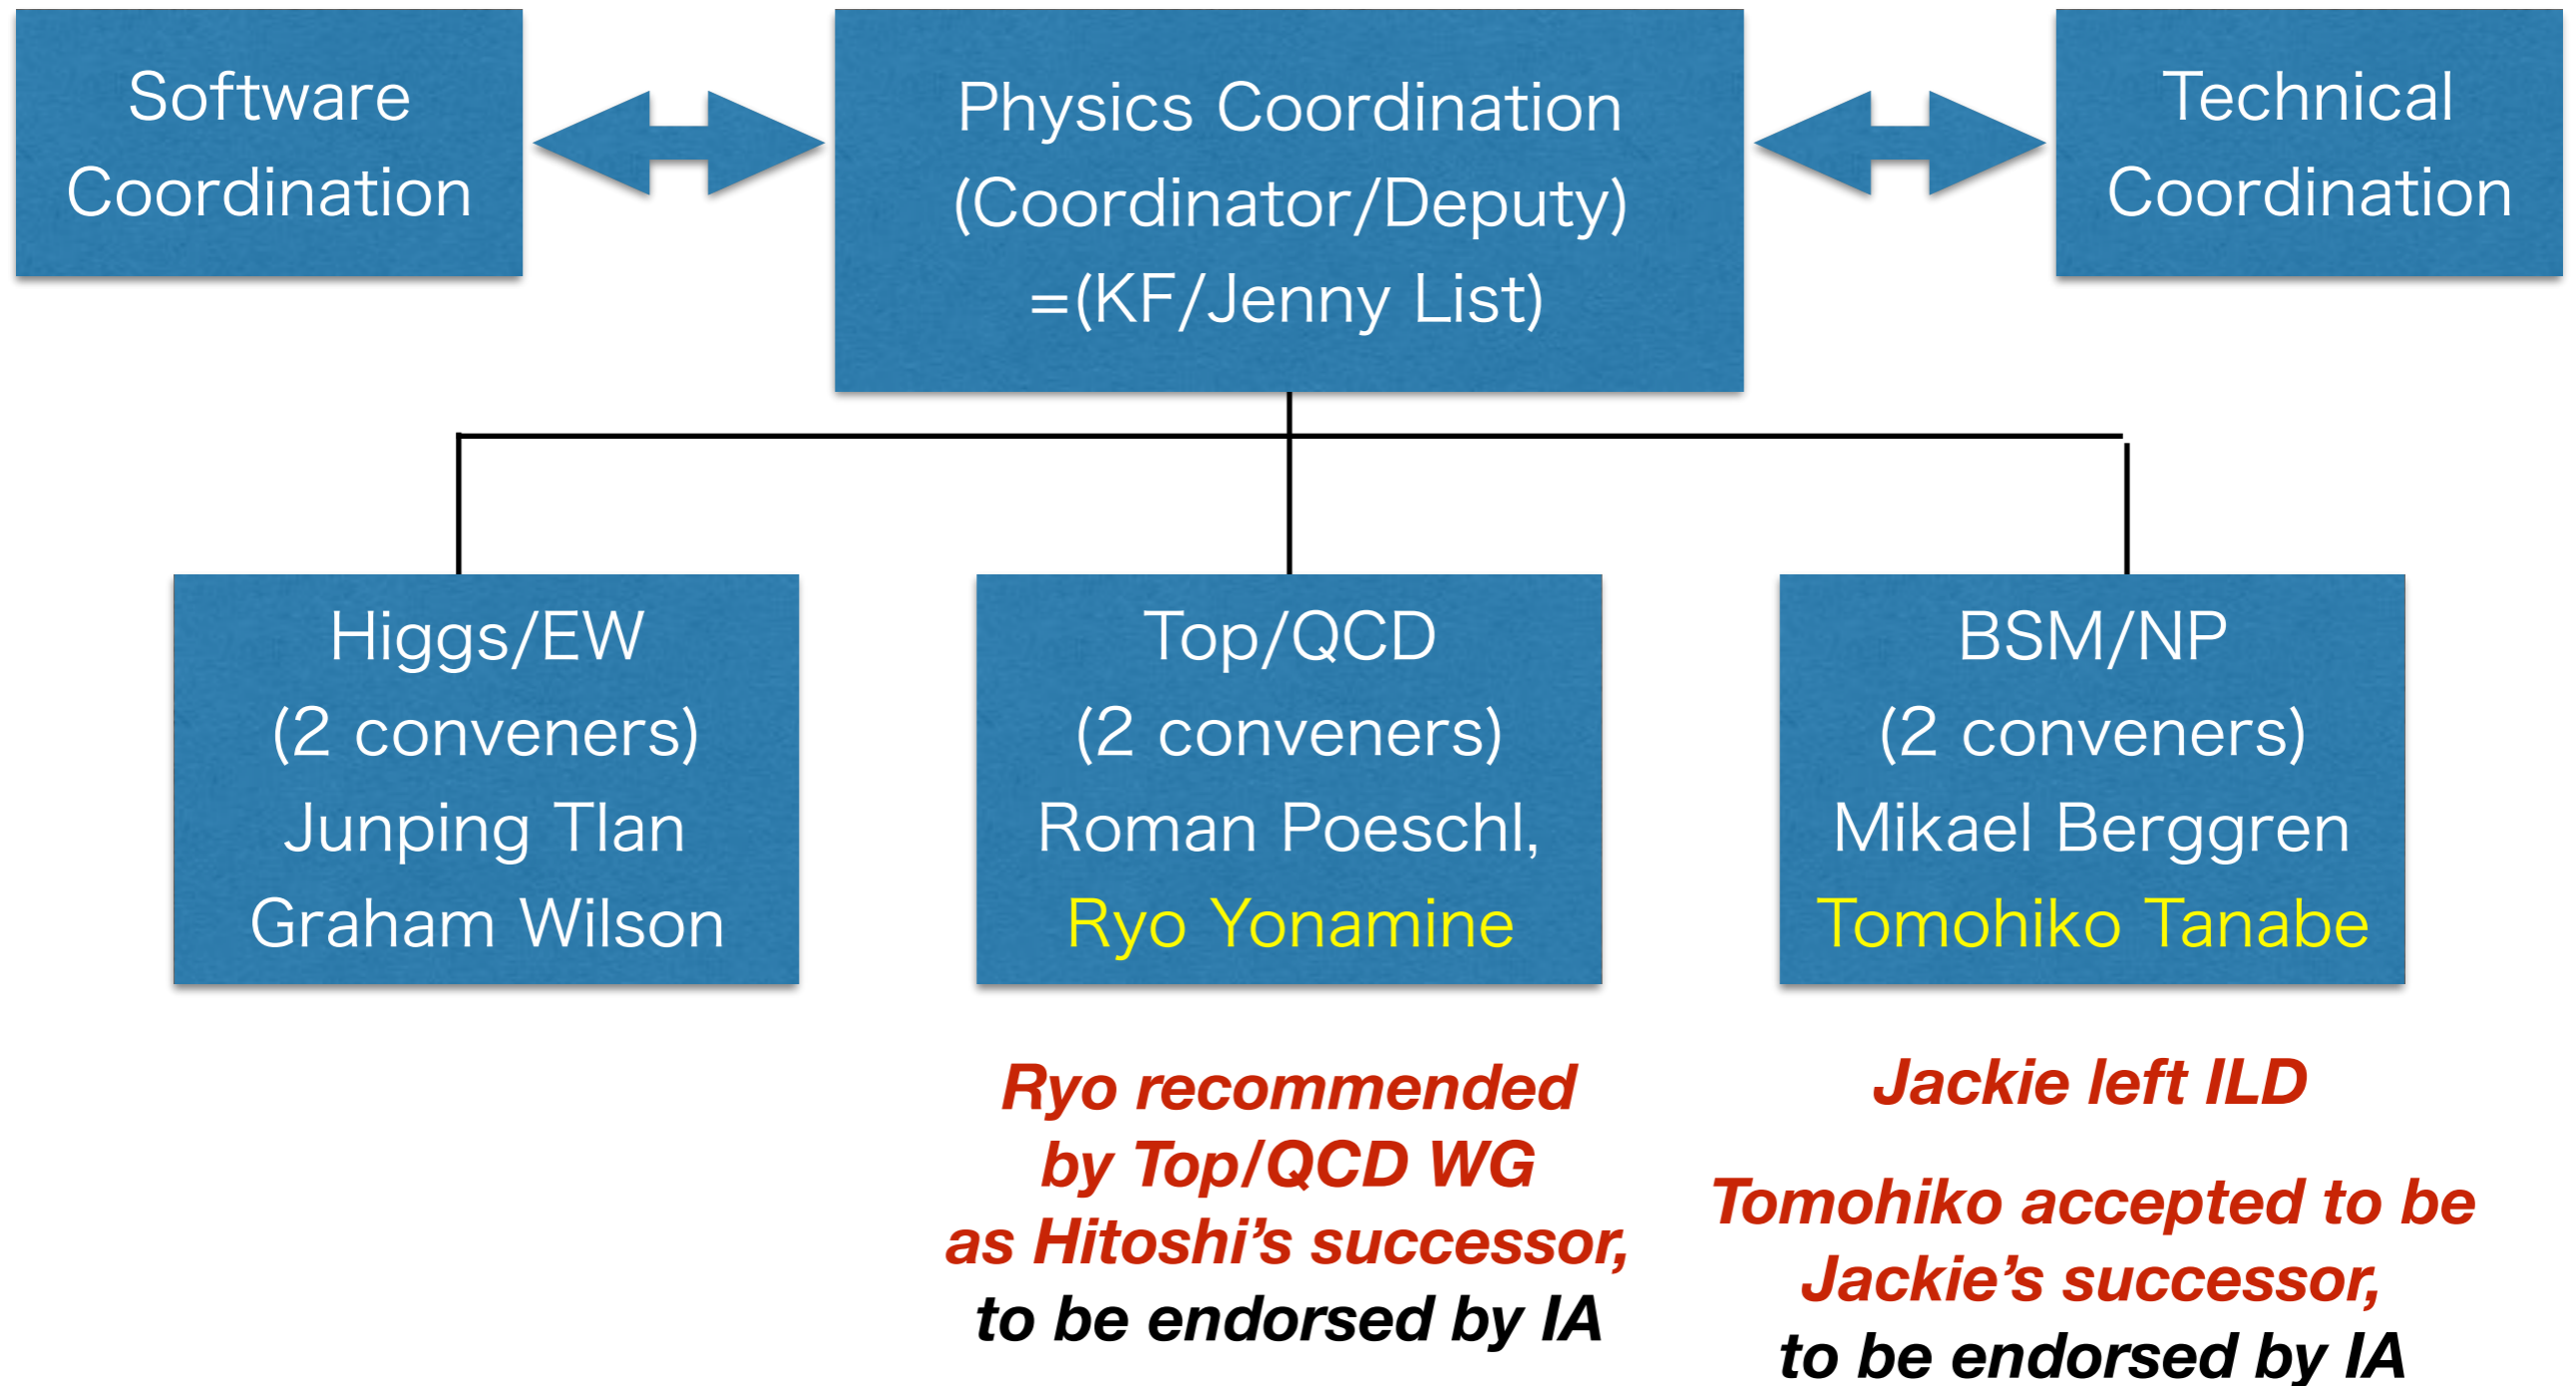 Software
Coordination
Physics Coordination
(Coordinator/Deputy)
=(KF/Jenny List)
Technical
Coordination
Higgs/EW
(2 conveners)
Junping TIan
Graham Wilson
Top/QCD
(2 conveners)
Roman Poeschl,
Ryo Yonamine
BSM/NP
(2 conveners)
Mikael Berggren
Tomohiko Tanabe
Ryo recommended
by Top/QCD WG
as Hitoshi’s successor,
to be endorsed by IA
Jackie left ILD
Tomohiko accepted to be
Jackie’s successor,
to be endorsed by IA